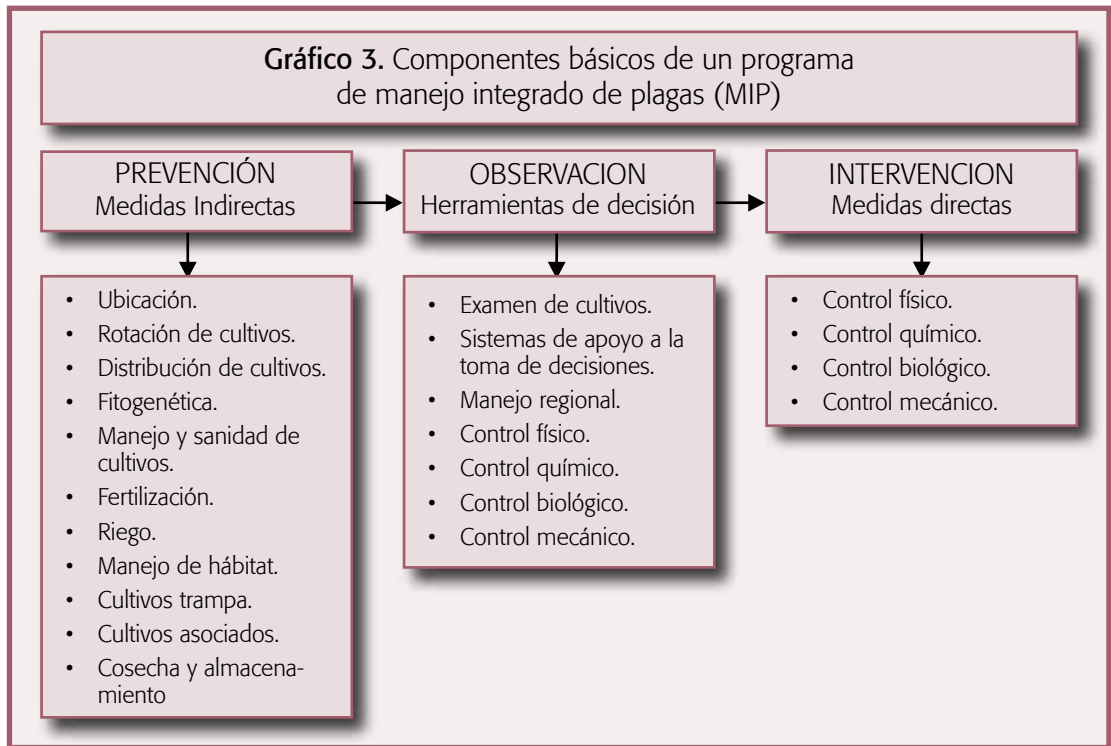 Gráfico 3. Componentes básicos de un programa
de manejo integrado de plagas (MIP)
PREVENCIÓN
Medidas Indirectas
OBSERVACION
Herramientas de decisión
INTERVENCION
Medidas directas
• Ubicación.
• Rotación de cultivos.
• Distribución de cultivos.
• Fitogenética.
• Manejo y sanidad de
cultivos.
• Fertilización.
• Riego.
• Manejo de hábitat.
• Cultivos trampa.
• Cultivos asociados.
• Cosecha y almacena-
miento
• Examen de cultivos.
• Sistemas de apoyo a la
toma de decisiones.
• Manejo regional.
• Control físico.
• Control químico.
• Control biológico.
• Control mecánico.
• Control físico.
• Control químico.
• Control biológico.
• Control mecánico.